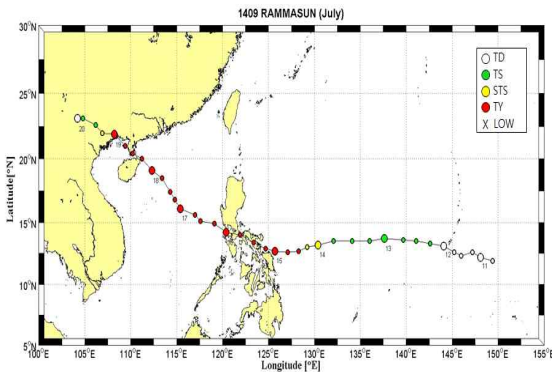 1409 RAMMASUN (July)
30°N
25°N
20°N
15°N
10°N
5°N
Latitude[°N]
TD
TS
STS
TY
X LOW
20
19
18
17
16
14
13
12
11
100°E 105°E 110°E 115°E 120°E 125°E 130°E 135°E 140°E 145°E 150°E 155°E
Longitude [°E]